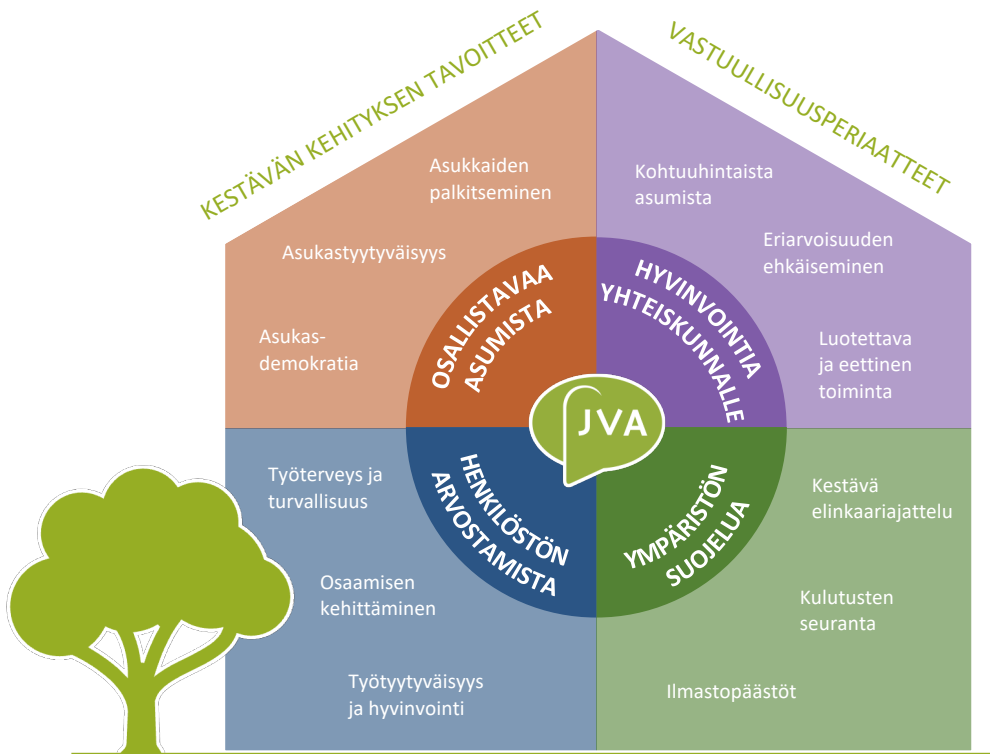 KESTÄVÄN KEHITYKSEN TAVOITTEET
VASTUULLISUUSPERIAATTEET
Asukkaiden
palkitseminen
Asukastyytyväisyys
Asukas-
demokratia
OSALLISTAVAA
ASUMISTA
Kohtuuhintaista
asumista
Eriarvoisuuden
ehkäiseminen
Luotettava
ja eettinen
toiminta
HYVINVOINTIA
YHTEISKUNNALLE
JVA
Työterveys ja
turvallisuus
Osaamisen
kehittäminen
Työtyytyväisyys
ja hyvinvointi
HENKILÖSTÖN
ARVOSTAMISTA
YMPÄRISTÖN
SUOJELUA
Kestävä
elinkaariajattelu
Kulutusten
seuranta
Ilmastopäästöt